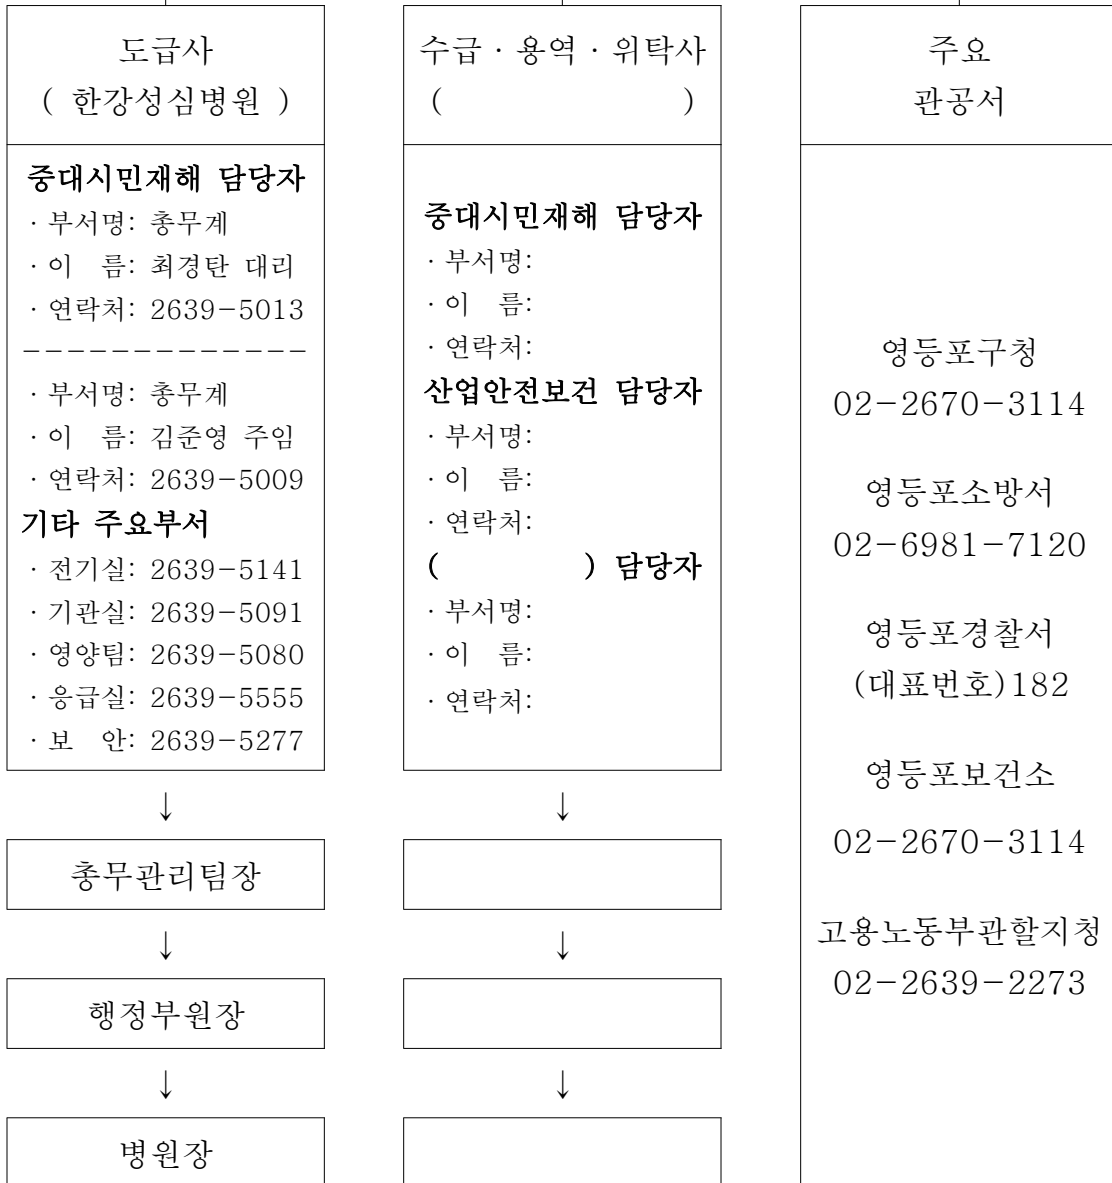 도급사
( 한강성심병원 )
중대시민재해 담당자
· 부서명: 총무계
· 이 름: 최경탄 대리
· 연락처: 2639-5013
-------------
· 부서명: 총무계
· 이 름: 김준영 주임
· 연락처: 2639-5009
기타 주요부서
· 전기실: 2639-5141
· 기관실: 2639-5091
· 영양팀: 2639-5080
· 응급실: 2639-5555
· 보 안: 2639-5277
↓
총무관리팀장
↓
행정부원장
↓
병원장
수급 · 용역 · 위탁사
( )
중대시민재해 담당자
· 부서명:
· 이 름:
· 연락처:
산업안전보건 담당자
· 부서명:
· 이 름:
· 연락처:
( ) 담당자
· 부서명:
· 이 름:
· 연락처:
↓
↓
↓
주요
관공서
영등포구청
02-2670-3114
영등포소방서
02-6981-7120
영등포경찰서
(대표번호)182
영등포보건소
02-2670-3114
고용노동부관할지청
02-2639-2273